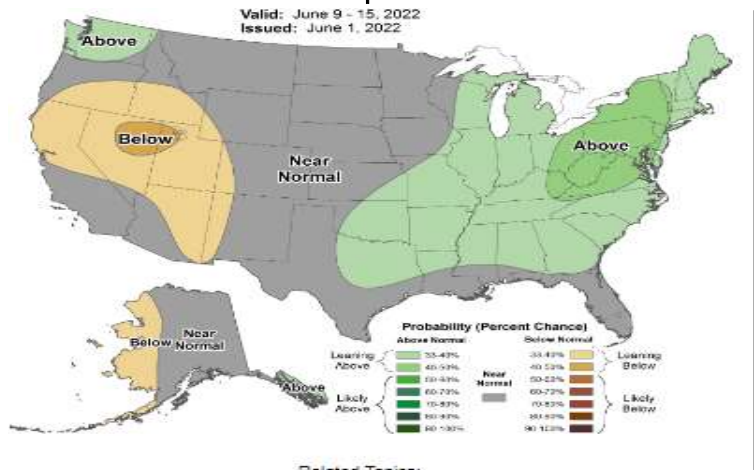 Valid: June 9 - 15, 2022
Issued: June 1, 2022
Above
Below
Near
Normal
Above
Below
Near
Normal
Above
Probability (Percent Chance)
Above Normal
Below Normal
Leaning
Above
Likely
Above
33-40%
40-50%
50-60%
60-70%
70-80%
80-90%
90-100%
Near
Normal
33-40%
40-50%
50-60%
60-70%
70-80%
80-90%
90-100%
Leaning
Below
Likely
Below